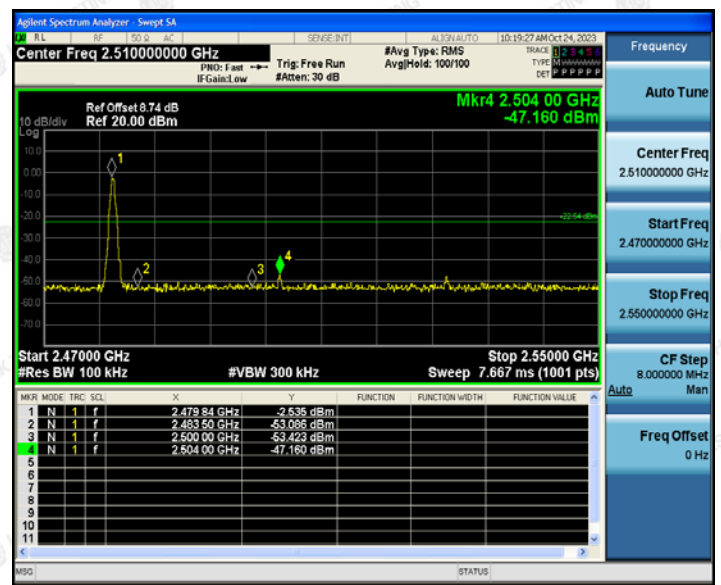 Agilent Spectrum Analyzer - Swept SA
RL RF 50 Ω AC SENSE:INT ALIGNAUTO 10:19:27 AM Oct 24, 2023
Center Freq 2.510000000 GHz
PNO: Fast
IFGain:Low
Trig: Free Run
#Atten: 30 dB
#Avg Type: RMS
Avg|Hold: 100/100
TRACE 1 2 3 4 5 6
TYPE M
DET P P P P P P
Ref Offset 8.74 dB
10 dB/div Ref 20.00 dBm
Log
Mkr4 2.504 00 GHz
-47.160 dBm
10.0
0.00
-10.0
-20.0
-30.0
-40.0
-50.0
-60.0
-70.0
1
2
3
4
-22.54 dBm
Start 2.47000 GHz Stop 2.55000 GHz
#Res BW 100 kHz #VBW 300 kHz Sweep 7.667 ms (1001 pts)
MKR MODE TRC SCL X Y FUNCTION FUNCTION WIDTH FUNCTION VALUE
1 N 1 f 2.479 84 GHz -2.535 dBm
2 N 1 f 2.483 50 GHz -53.086 dBm
3 N 1 f 2.500 00 GHz -53.423 dBm
4 N 1 f 2.504 00 GHz -47.160 dBm
5
6
7
8
9
10
11
MSG STATUS
Frequency
Auto Tune
Center Freq
2.510000000 GHz
Start Freq
2.470000000 GHz
Stop Freq
2.550000000 GHz
CF Step
8.000000 MHz
Auto Man
Freq Offset
0 Hz